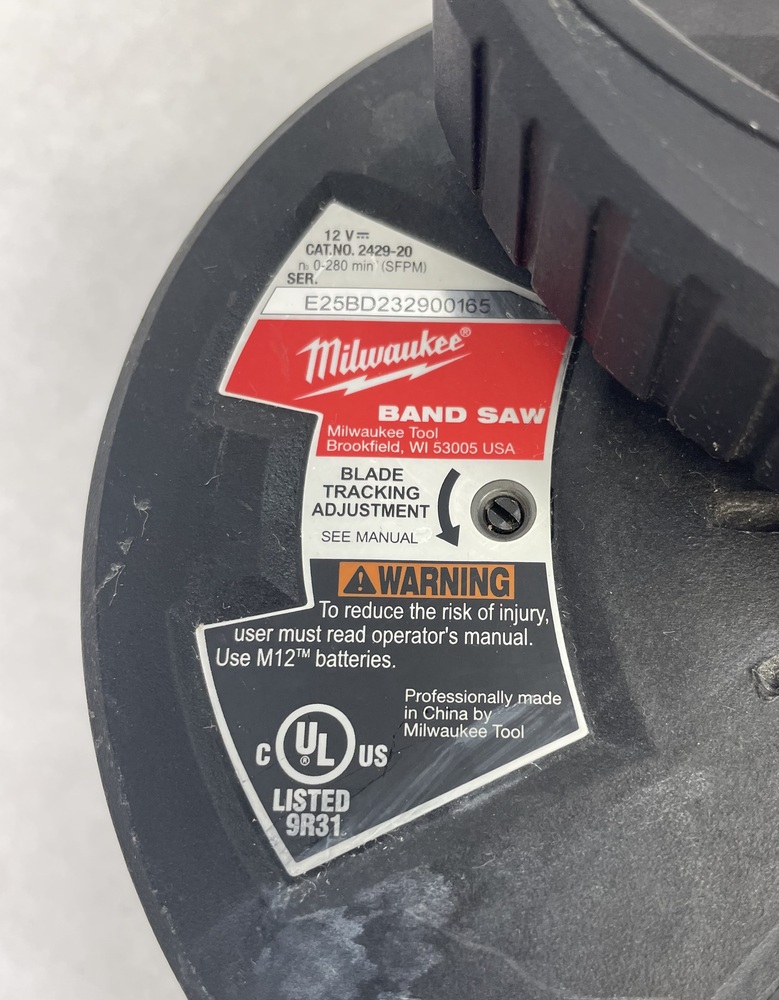 12 V⎓
CAT.NO. 2429-20
n₀ 0-280 min⁻ (SFPM)
SER.
E25BD232900165
Milwaukee®
BAND SAW
Milwaukee Tool
Brookfield, WI 53005 USA
BLADE
TRACKING
ADJUSTMENT
SEE MANUAL
WARNING
To reduce the risk of injury,
user must read operator's manual.
Use M12™ batteries.
Professionally made
in China by
Milwaukee Tool
C UL® US
LISTED
9R31